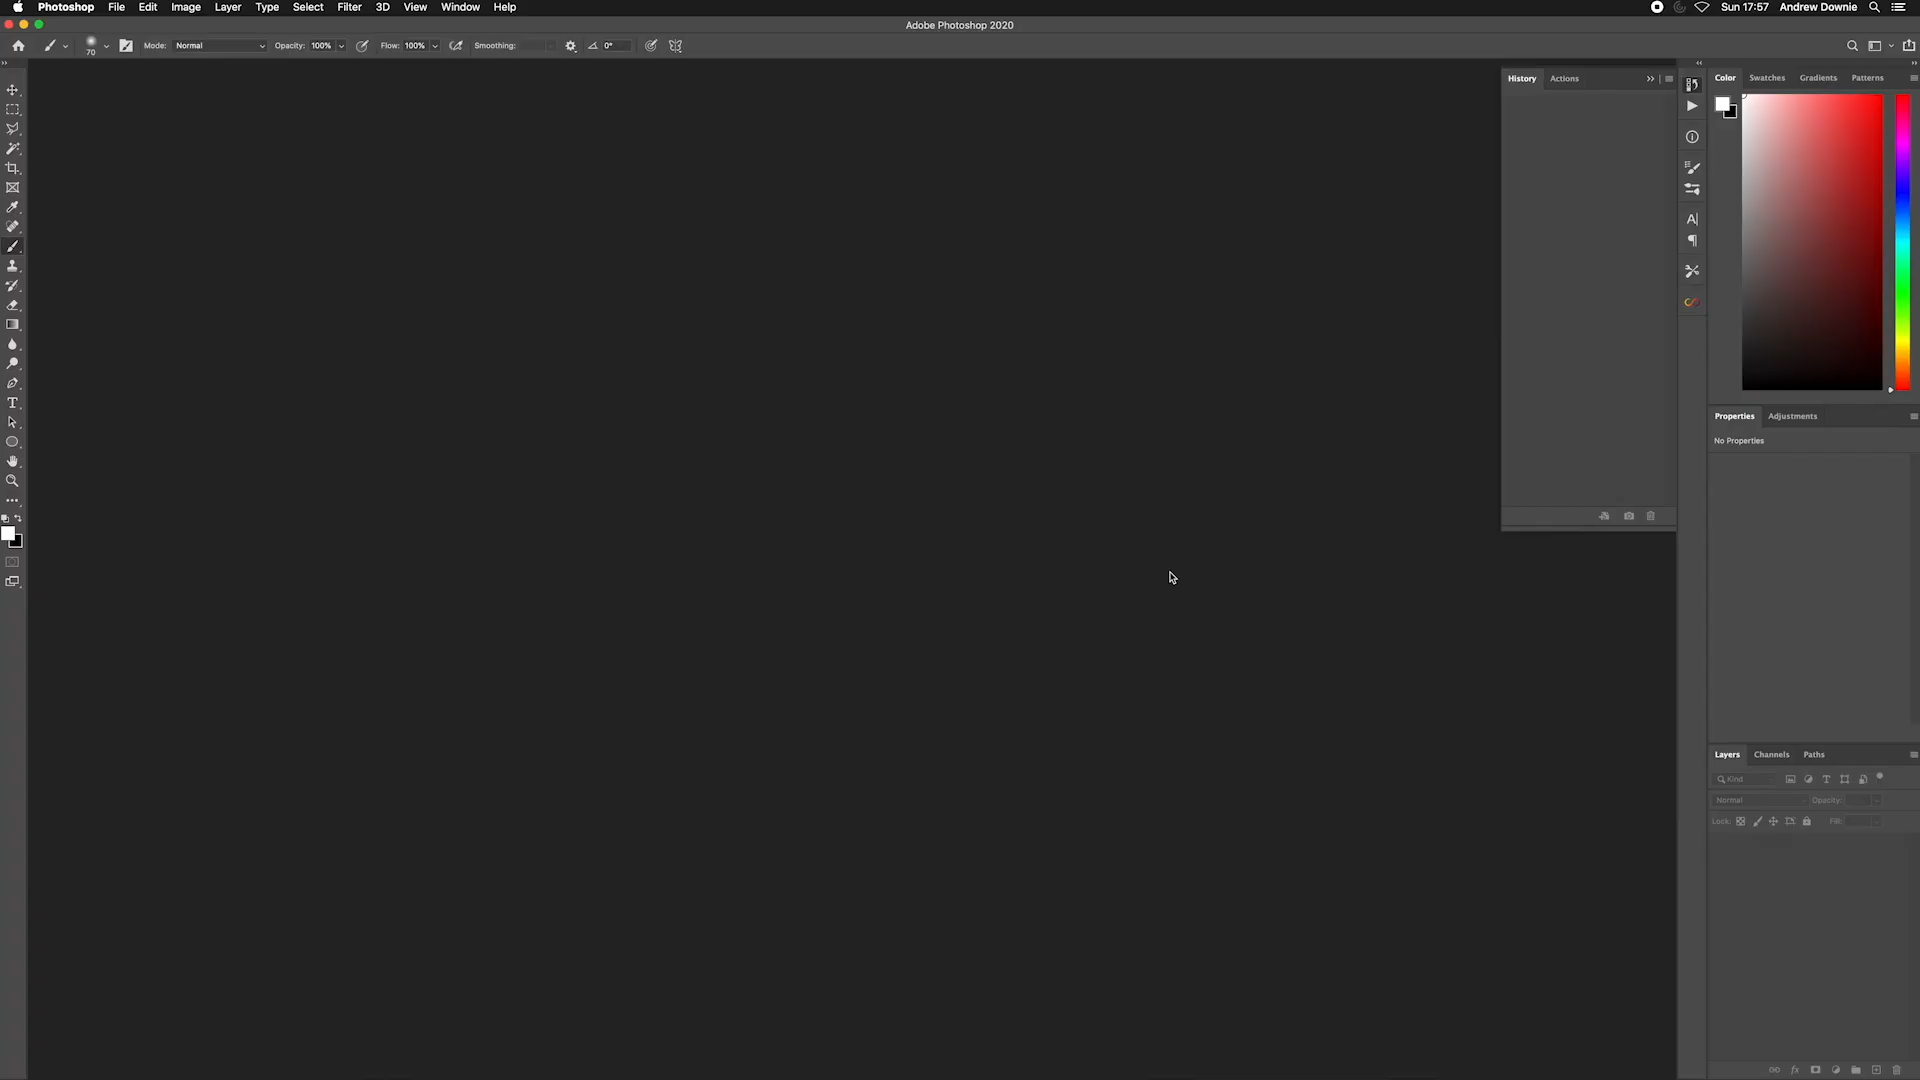 Photoshop File Edit Image Layer Type Select Filter 3D View Window Help Sun 17:57 Andrew Downie
Adobe Photoshop 2020
70 Mode: Normal Opacity: 100% Flow: 100% Smoothing: 0°
History Actions
Color Swatches Gradients Patterns
Properties Adjustments
No Properties
Layers Channels Paths
Kind
Normal Opacity:
Lock: Fill: